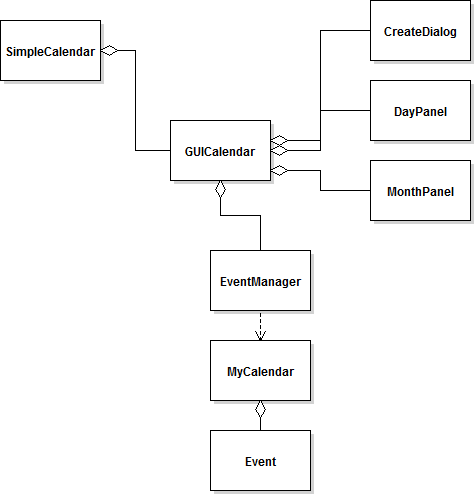 CreateDialog
SimpleCalendar
DayPanel
GUICalendar
MonthPanel
EventManager
MyCalendar
Event